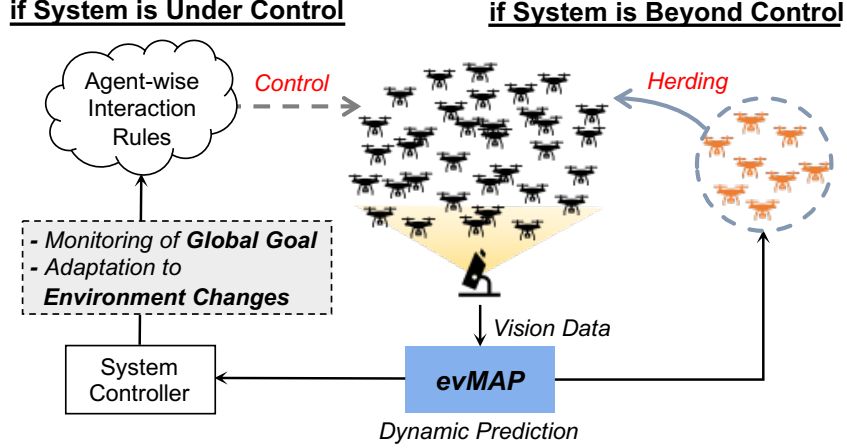 if System is Under Control
if System is Beyond Control
Agent-wise
Interaction
Rules
Control
Herding
- Monitoring of Global Goal
- Adaptation to
Environment Changes
Vision Data
System
Controller
evMAP
Dynamic Prediction